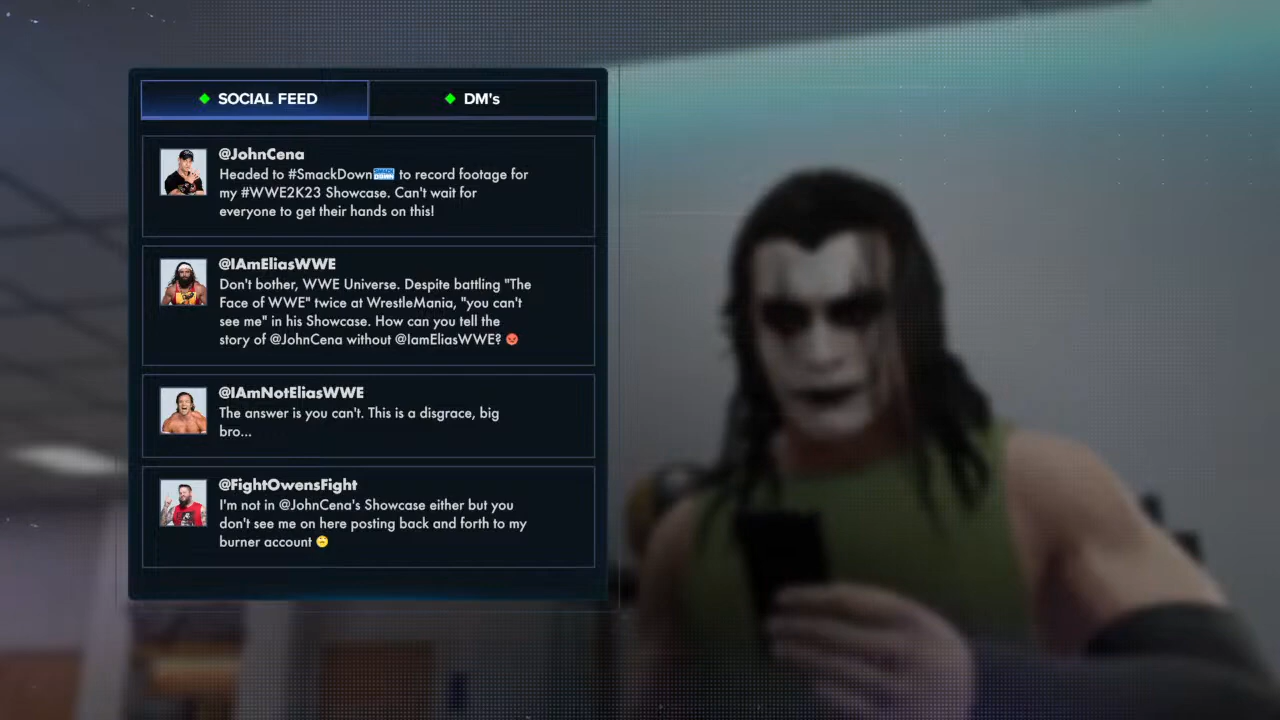 SOCIAL FEED
DM's
@JohnCena
Headed to #SmackDown SMACK DOWN to record footage for
my #WWE2K23 Showcase. Can't wait for
everyone to get their hands on this!
@IAmEliasWWE
Don't bother, WWE Universe. Despite battling "The
Face of WWE" twice at WrestleMania, "you can't
see me" in his Showcase. How can you tell the
story of @JohnCena without @IamEliasWWE? 😡
@IAmNotEliasWWE
The answer is you can't. This is a disgrace, big
bro...
@FightOwensFight
I'm not in @JohnCena's Showcase either but you
don't see me on here posting back and forth to my
burner account 🙄